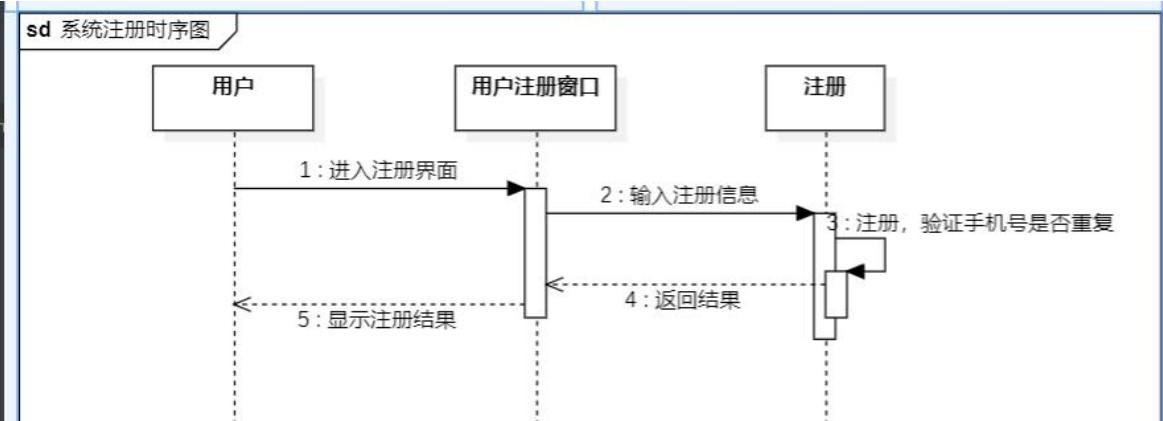 sd 系统注册时序图
用户
用户注册窗口
注册
1 : 进入注册界面
2 : 输入注册信息
3 : 注册，验证手机号是否重复
4 : 返回结果
5 : 显示注册结果